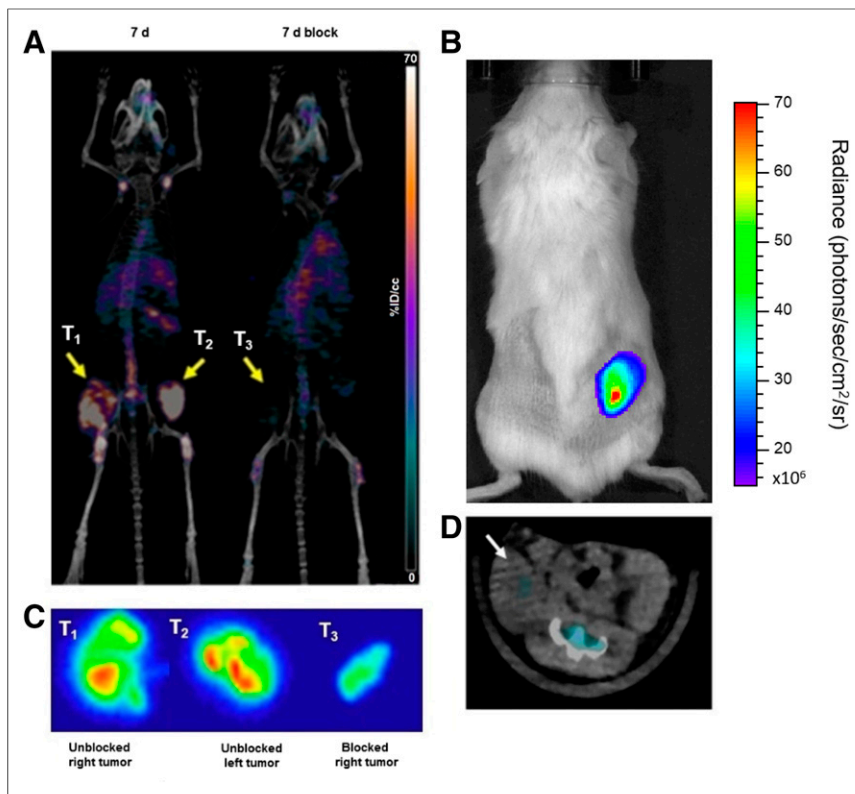 A
7 d
7 d block
70
%ID/cc
0
T1
T2
T3
B
70
60
50
40
30
20
x10⁶
Radiance (photons/sec/cm²/sr)
C
T1
T2
T3
Unblocked
right tumor
Unblocked
left tumor
Blocked
right tumor
D